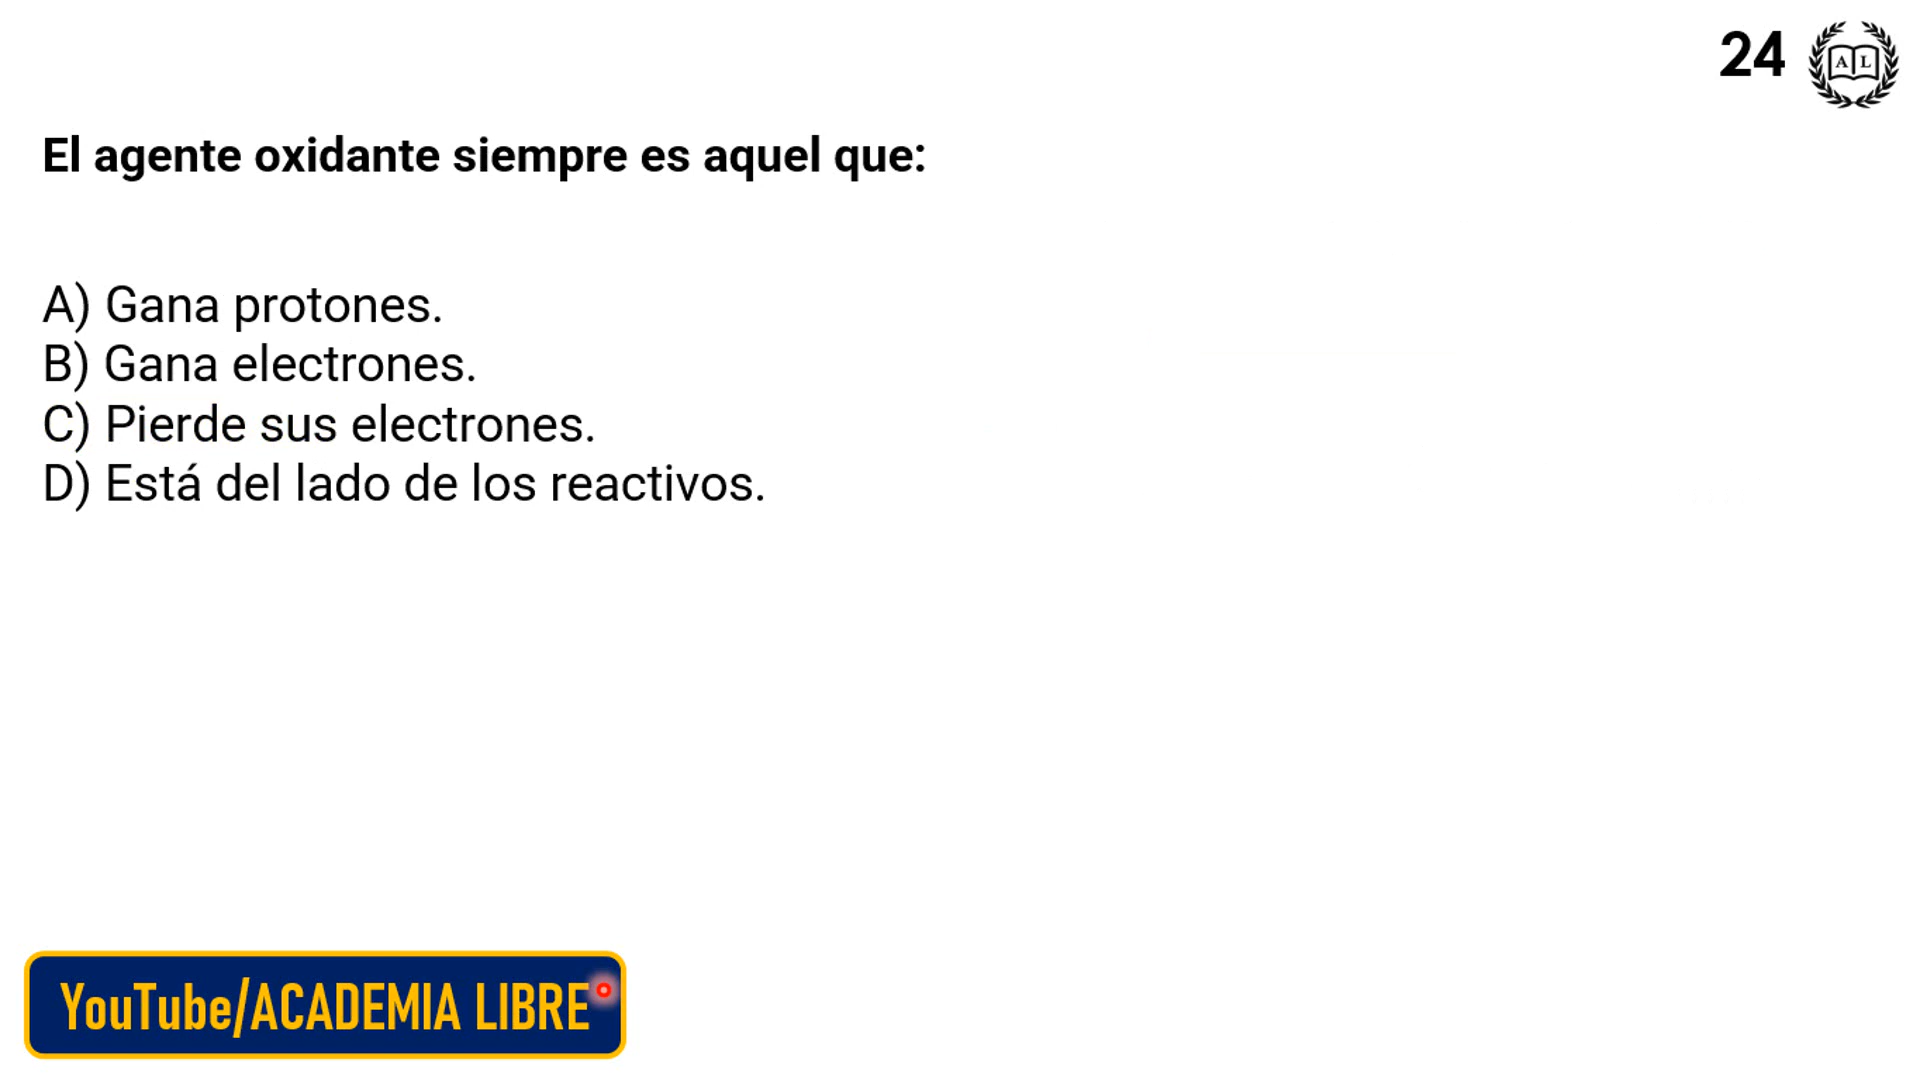 24
A L
El agente oxidante siempre es aquel que:
A) Gana protones.
B) Gana electrones.
C) Pierde sus electrones.
D) Está del lado de los reactivos.
YouTube/ACADEMIA LIBRE